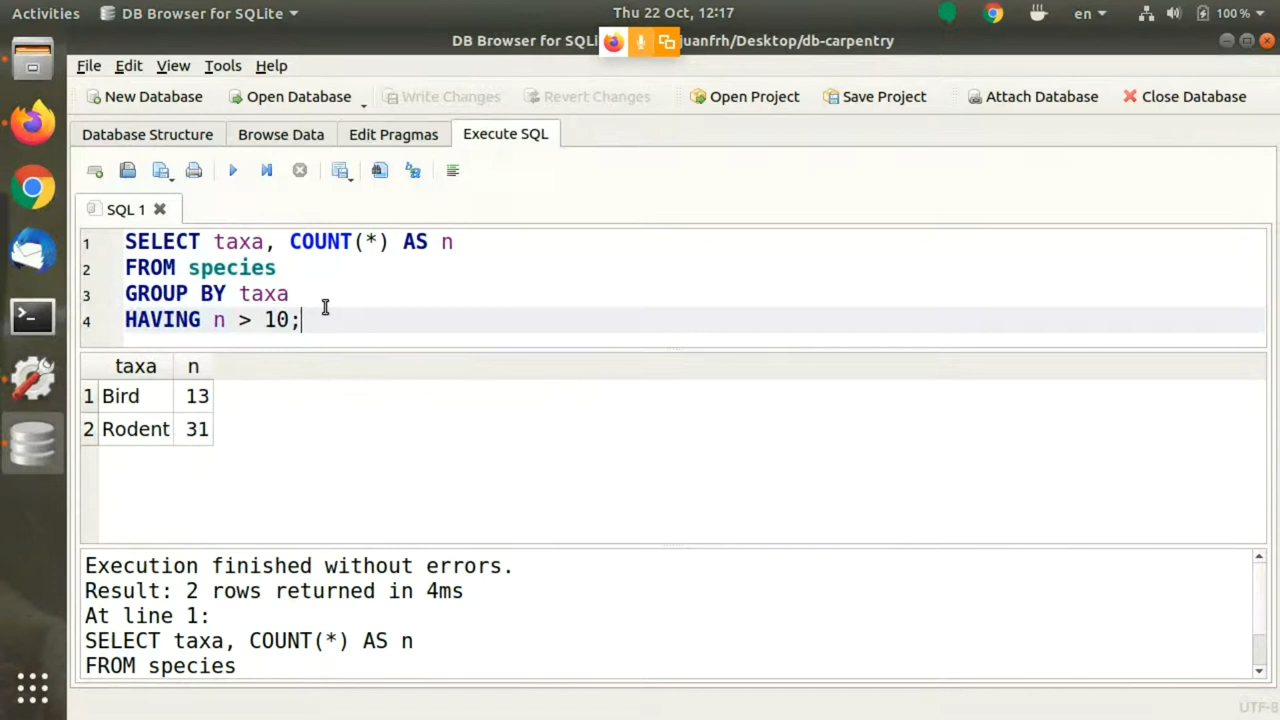 Activities DB Browser for SQLite Thu 22 Oct, 12:17 en 100 %
DB Browser for SQLi juanfrh/Desktop/db-carpentry
File Edit View Tools Help
New Database Open Database Write Changes Revert Changes Open Project Save Project Attach Database Close Database
Database Structure Browse Data Edit Pragmas Execute SQL
SQL 1
1 SELECT taxa, COUNT(*) AS n
2 FROM species
3 GROUP BY taxa
4 HAVING n > 10;
taxa n
1 Bird 13
2 Rodent 31
Execution finished without errors.
Result: 2 rows returned in 4ms
At line 1:
SELECT taxa, COUNT(*) AS n
FROM species
UTF-8